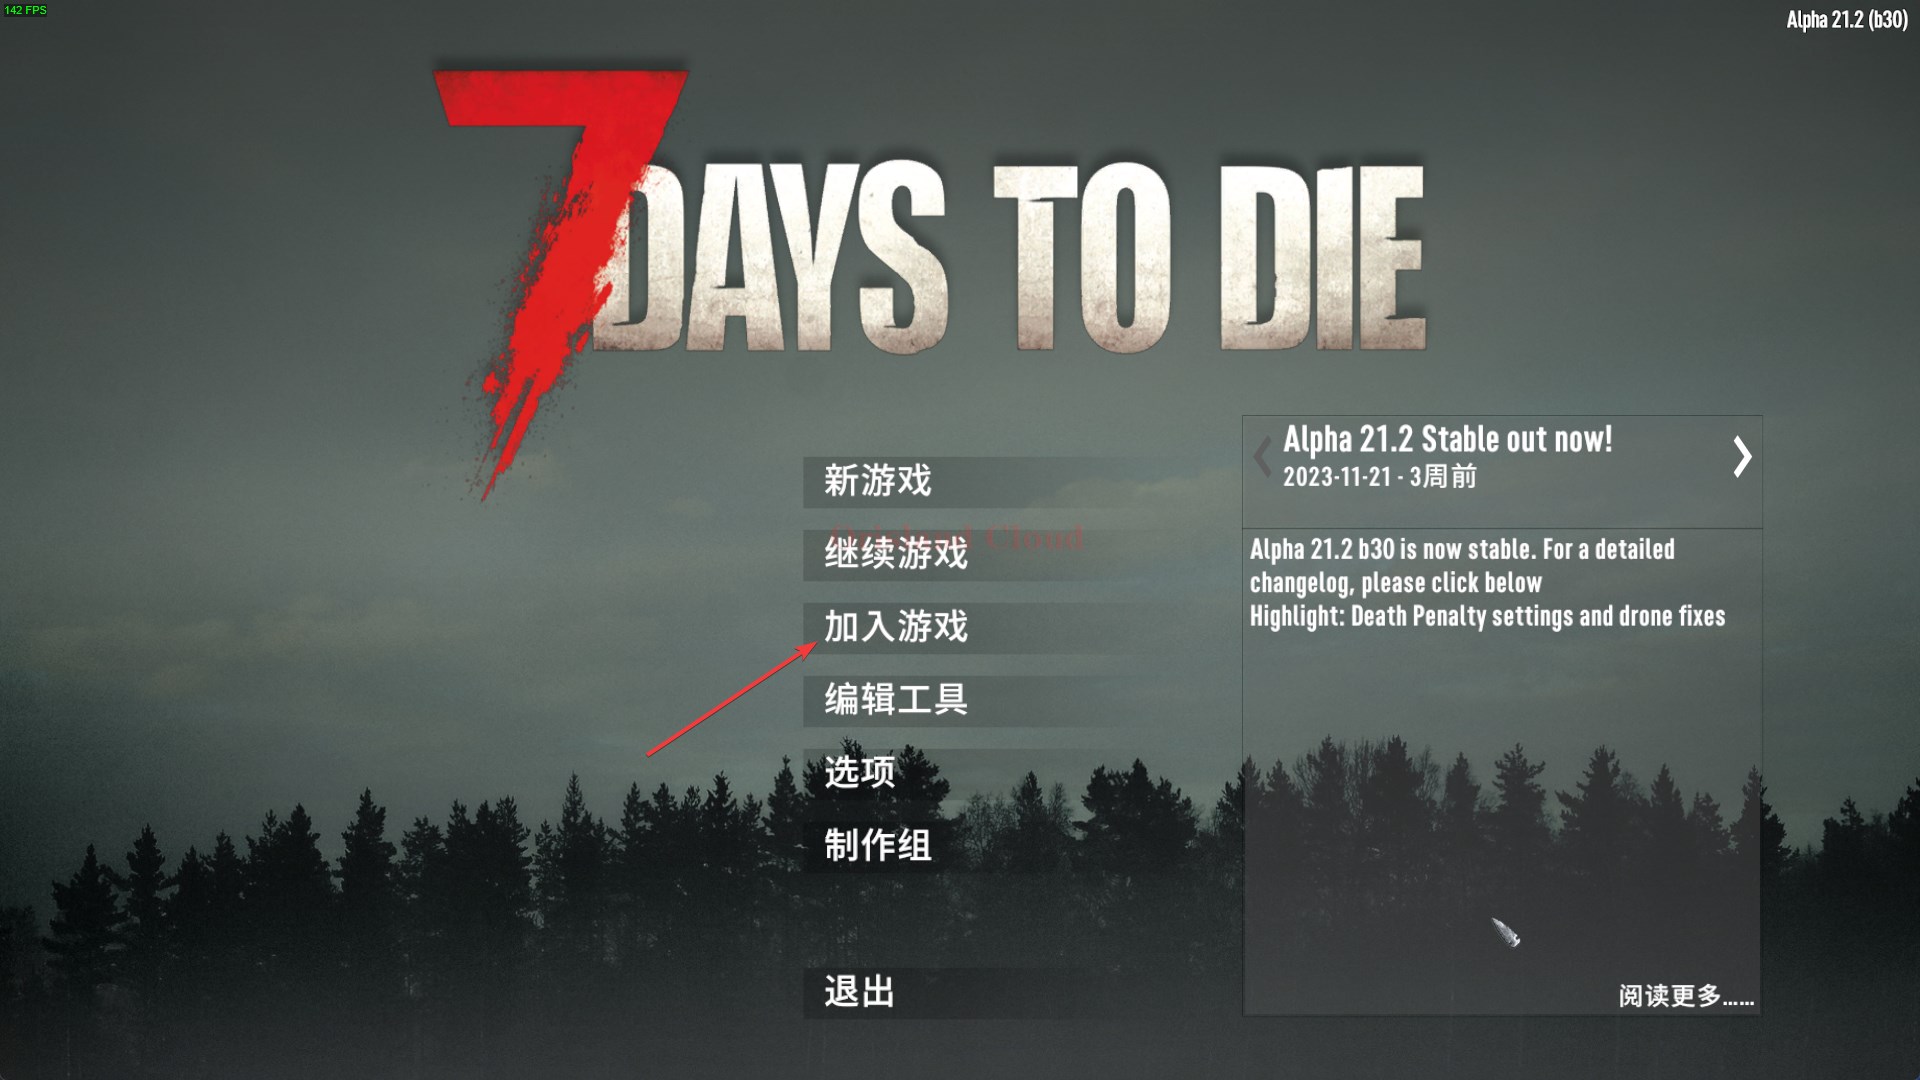 142 FPS
Alpha 21.2 (b30)
7 DAYS TO DIE
新游戏
继续游戏
加入游戏
编辑工具
选项
制作组
退出
Alpha 21.2 Stable out now!
2023-11-21 - 3周前
Alpha 21.2 b30 is now stable. For a detailed
changelog, please click below
Highlight: Death Penalty settings and drone fixes
阅读更多......
Cloud